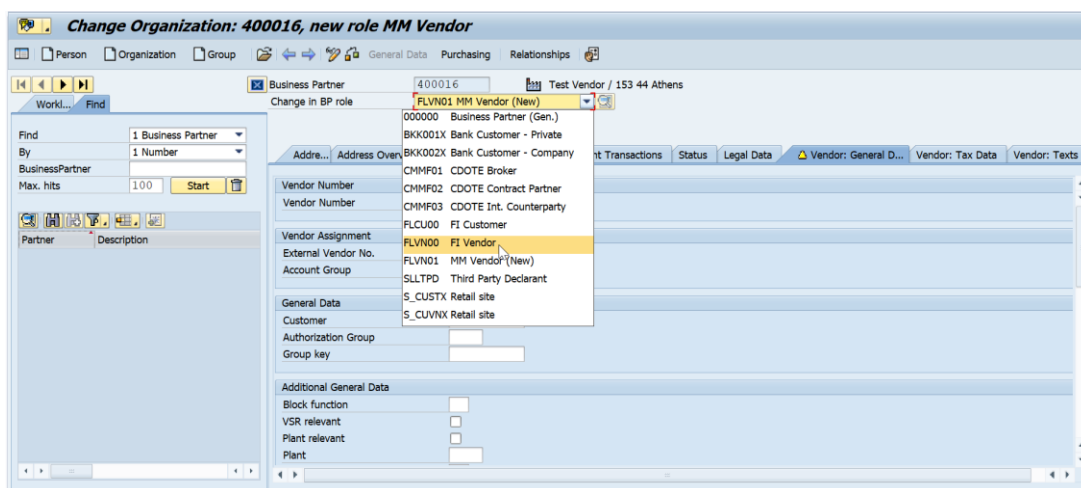 Change Organization: 400016, new role MM Vendor
Person Organization Group General Data Purchasing Relationships
Business Partner 400016 Test Vendor / 153 44 Athens
Workl... Find
Change in BP role FLVN01 MM Vendor (New)
000000 Business Partner (Gen.)
Find 1 Business Partner
BKK001X Bank Customer - Private
By 1 Number
BKK002X Bank Customer - Company
Addre... Address Overv nt Transactions Status Legal Data Vendor: General D... Vendor: Tax Data Vendor: Texts
BusinessPartner
CMMF01 CDOTE Broker
Max. hits 100 Start
Vendor Number
CMMF02 CDOTE Contract Partner
Vendor Number
CMMF03 CDOTE Int. Counterparty
FLCU00 FI Customer
Partner Description
Vendor Assignment
FLVN00 FI Vendor
External Vendor No.
FLVN01 MM Vendor (New)
Account Group
SLLTPD Third Party Declarant
General Data
S_CUSTX Retail site
Customer
S_CUVNX Retail site
Authorization Group
Group key
Additional General Data
Block function
VSR relevant
Plant relevant
Plant